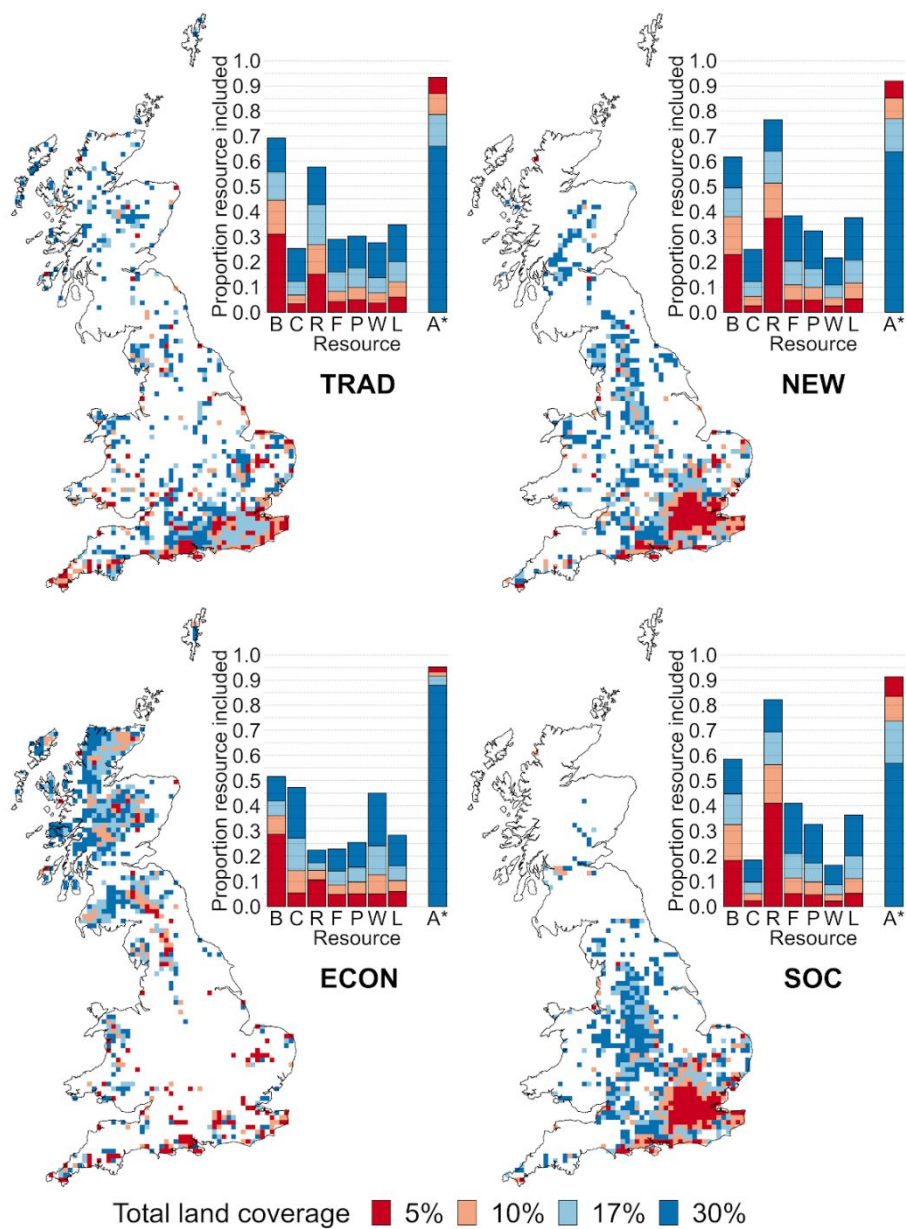 Proportion resource included
1.0
0.9
0.8
0.7
0.6
0.5
0.4
0.3
0.2
0.1
0.0
B C R F P W L A*
Resource
TRAD
Proportion resource included
1.0
0.9
0.8
0.7
0.6
0.5
0.4
0.3
0.2
0.1
0.0
B C R F P W L A*
Resource
NEW
Proportion resource included
1.0
0.9
0.8
0.7
0.6
0.5
0.4
0.3
0.2
0.1
0.0
B C R F P W L A*
Resource
ECON
Proportion resource included
1.0
0.9
0.8
0.7
0.6
0.5
0.4
0.3
0.2
0.1
0.0
B C R F P W L A*
Resource
SOC
Total land coverage 5% 10% 17% 30%